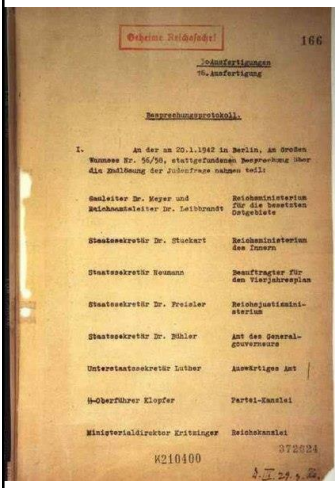 Geheime Reichssache!
166
30 Ausfertigungen
16. Ausfertigung
Besprechungsprotokoll.
I. An der am 20.1.1942 in Berlin, Am Großen
Wannsee Nr. 56/58, stattgefundenen Besprechung über
die Endlösung der Judenfrage nahmen teil:
Gauleiter Dr. Meyer und Reichsministerium
Reichsamtsleiter Dr. Leibbrandt für die besetzten
Ostgebiete
Staatssekretär Dr. Stuckart Reichsministerium
des Innern
Staatssekretär Neumann Beauftragter für
den Vierjahresplan
Staatssekretär Dr. Freisler Reichsjustizmini-
sterium
Staatssekretär Dr. Bühler Amt des General-
gouverneurs
Unterstaatssekretär Luther Auswärtiges Amt
SS-Oberführer Klopfer Partei-Kanzlei
Ministerialdirektor Kritzinger Reichskanzlei
372024
K210400
D. III. 29. g. Rs.